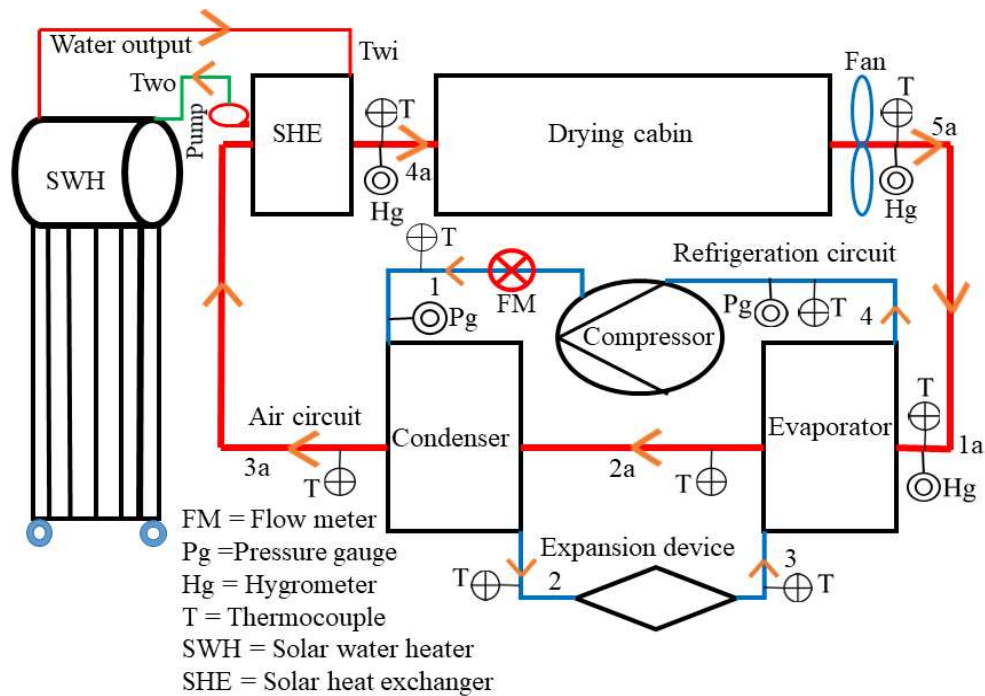 Water output
Twi
Two
Pump
SHE
T
4a
Hg
Drying cabin
Fan
T
5a
Hg
SWH
T
1
FM
Pg
Refrigeration circuit
Compressor
Pg
T
4
Air circuit
3a
T
Condenser
2a
T
Evaporator
T
1a
Hg
Expansion device
T
2
3
T
FM = Flow meter
Pg =Pressure gauge
Hg = Hygrometer
T = Thermocouple
SWH = Solar water heater
SHE = Solar heat exchanger